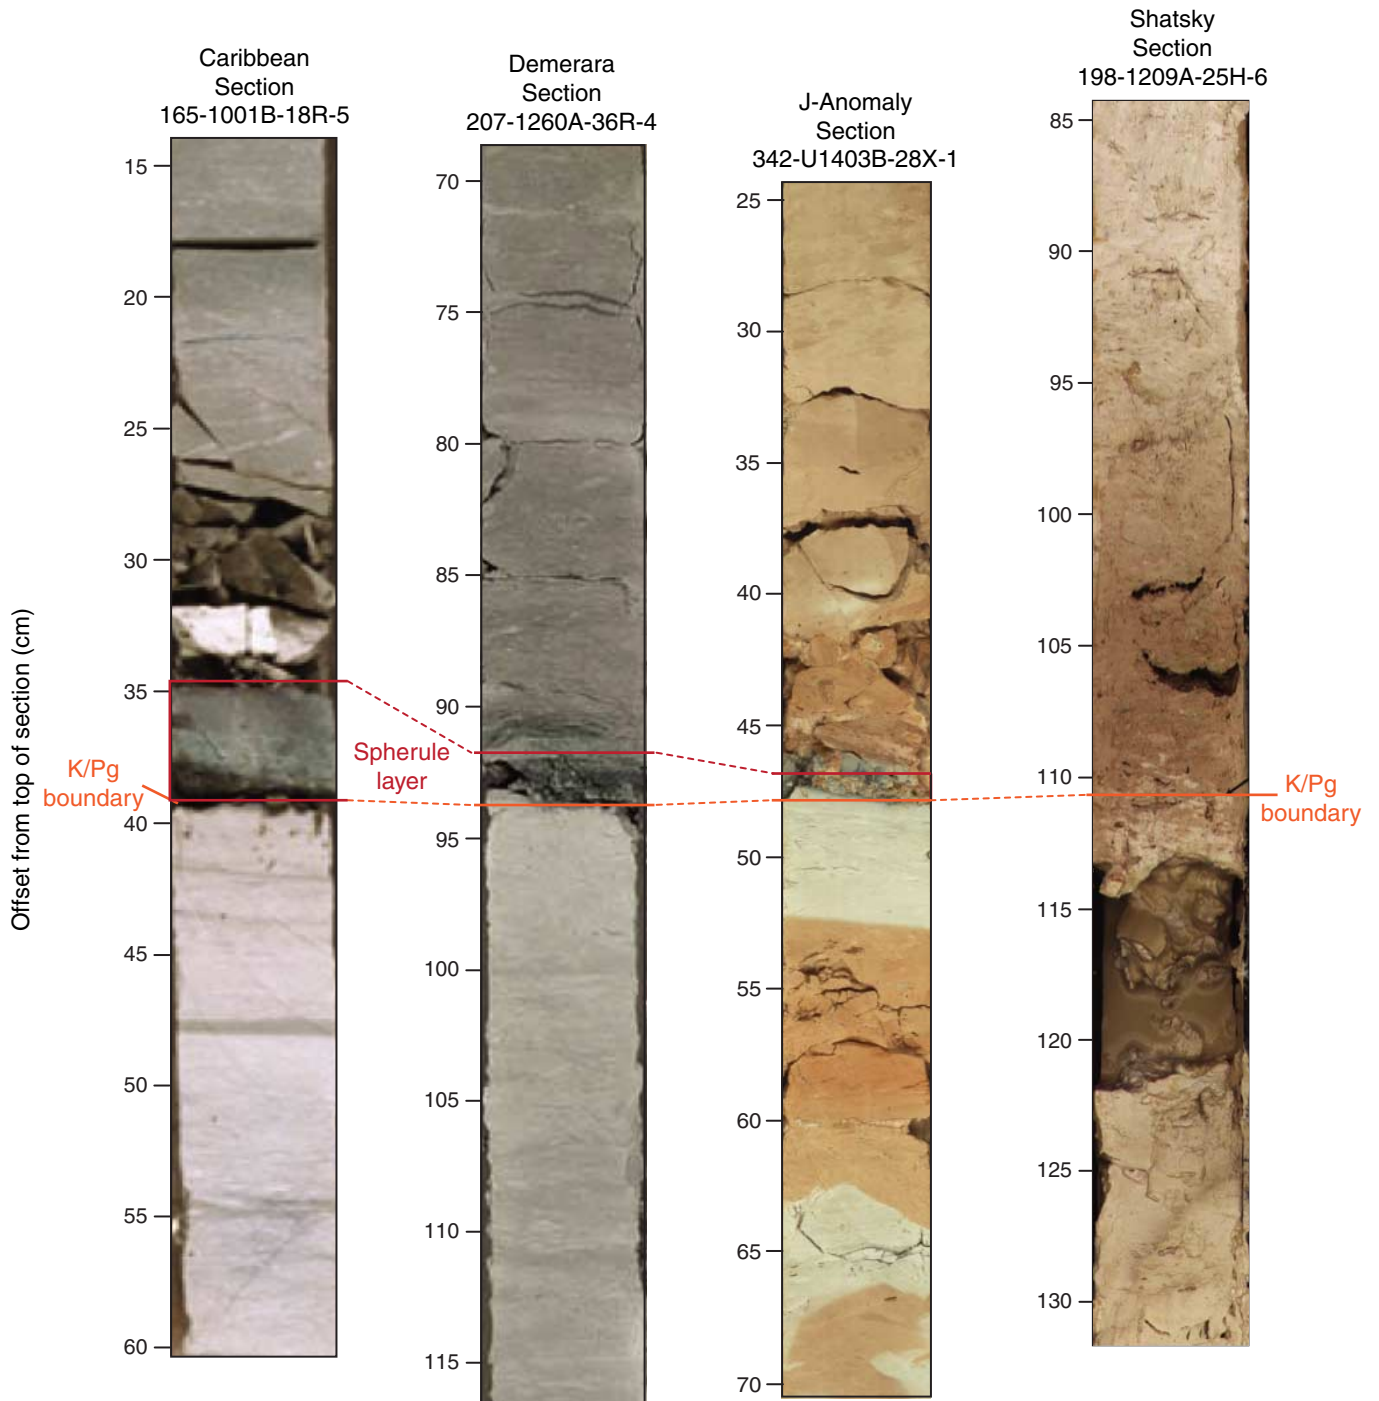 Caribbean
Section
165-1001B-18R-5
Demerara
Section
207-1260A-36R-4
J-Anomaly
Section
342-U1403B-28X-1
Shatsky
Section
198-1209A-25H-6
Offset from top of section (cm)
15
20
25
30
35
40
45
50
55
60
K/Pg
boundary
70
75
80
85
90
95
100
105
110
115
Spherule
layer
25
30
35
40
45
50
55
60
65
70
85
90
95
100
105
110
115
120
125
130
K/Pg
boundary